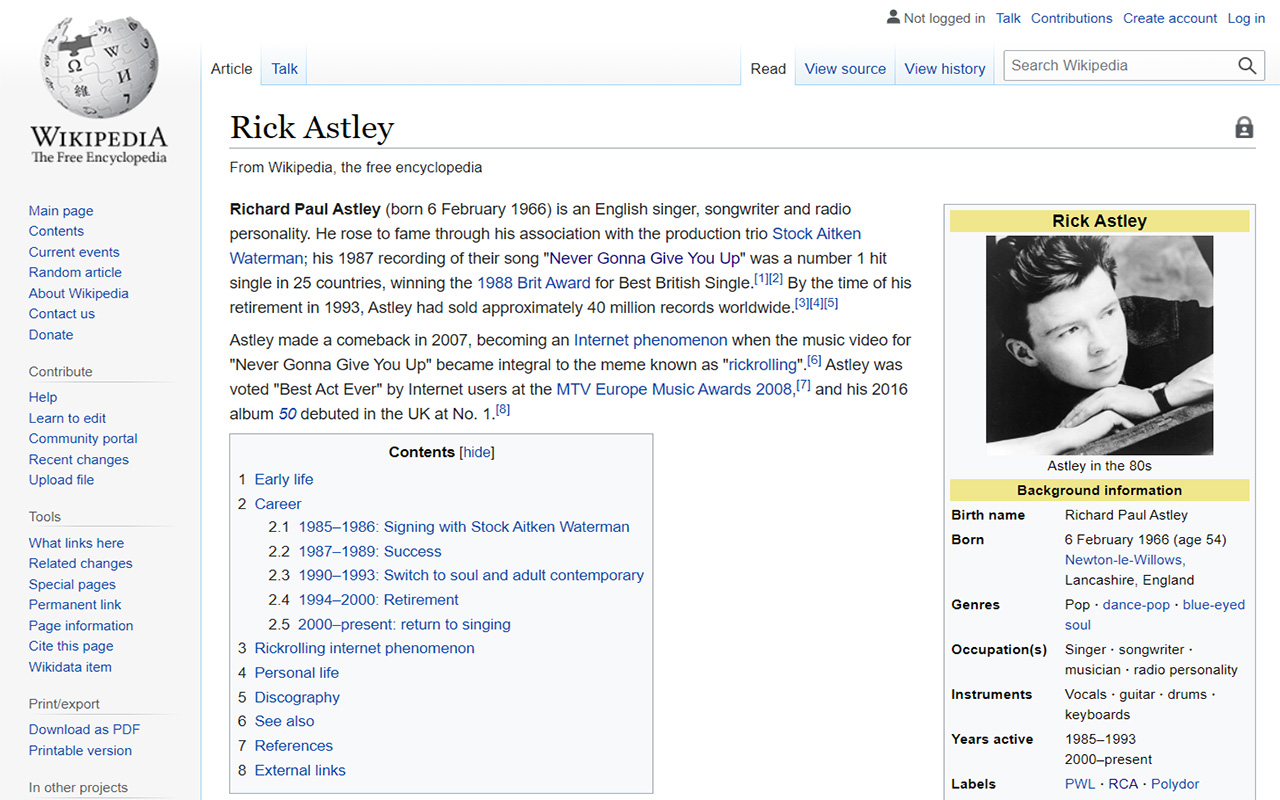 Not logged in Talk Contributions Create account Log in
Article Talk Read View source View history Search Wikipedia
Ω W И 維 7
WIKIPEDIA
The Free Encyclopedia
Main page
Contents
Current events
Random article
About Wikipedia
Contact us
Donate
Contribute
Help
Learn to edit
Community portal
Recent changes
Upload file
Tools
What links here
Related changes
Special pages
Permanent link
Page information
Cite this page
Wikidata item
Print/export
Download as PDF
Printable version
In other projects
Rick Astley
From Wikipedia, the free encyclopedia
Richard Paul Astley (born 6 February 1966) is an English singer, songwriter and radio
personality. He rose to fame through his association with the production trio Stock Aitken
Waterman; his 1987 recording of their song "Never Gonna Give You Up" was a number 1 hit
single in 25 countries, winning the 1988 Brit Award for Best British Single.[1][2] By the time of his
retirement in 1993, Astley had sold approximately 40 million records worldwide.[3][4][5]
Astley made a comeback in 2007, becoming an Internet phenomenon when the music video for
"Never Gonna Give You Up" became integral to the meme known as "rickrolling".[6] Astley was
voted "Best Act Ever" by Internet users at the MTV Europe Music Awards 2008,[7] and his 2016
album 50 debuted in the UK at No. 1.[8]
Contents [hide]
1 Early life
2 Career
2.1 1985–1986: Signing with Stock Aitken Waterman
2.2 1987–1989: Success
2.3 1990–1993: Switch to soul and adult contemporary
2.4 1994–2000: Retirement
2.5 2000–present: return to singing
3 Rickrolling internet phenomenon
4 Personal life
5 Discography
6 See also
7 References
8 External links
Rick Astley
Astley in the 80s
Background information
Birth name Richard Paul Astley
Born 6 February 1966 (age 54)
Newton-le-Willows,
Lancashire, England
Genres Pop · dance-pop · blue-eyed
soul
Occupation(s) Singer · songwriter ·
musician · radio personality
Instruments Vocals · guitar · drums ·
keyboards
Years active 1985–1993
2000–present
Labels PWL · RCA · Polydor